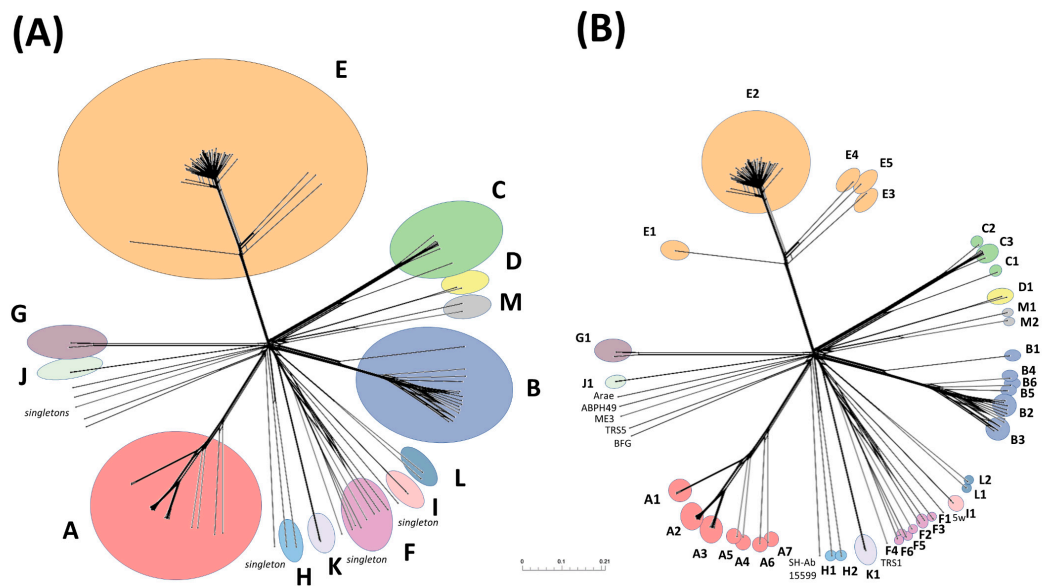 (A)
E
C
D
M
G
J
singletons
B
A
L
I
singleton
F
singleton
K
H
singleton
(B)
E2
E4
E5
E3
E1
C2
C3
C1
D1
M1
M2
G1
J1
Arae
ABPH49
ME3
TRS5
BFG
B1
B4
B6
B5
B2
B3
L2
L1
I1
5w
F1
F3
F2
F5
F6
F4
TRS1
K1
H2
H1
SH-Ab
15599
A7
A6
A4
A5
A3
A2
A1
0.0
0.1
0.21